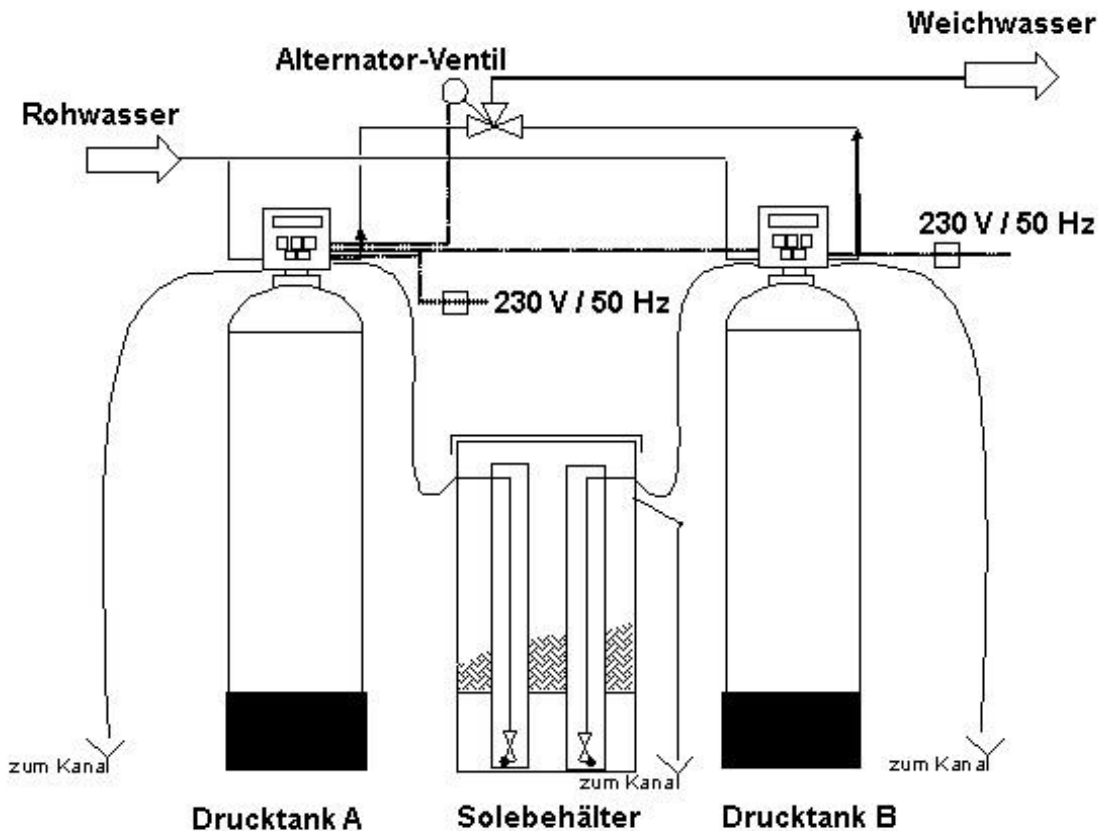 Weichwasser
Alternator-Ventil
Rohwasser
230 V / 50 Hz
230 V / 50 Hz
zum Kanal
zum Kanal
zum Kanal
Drucktank A
Solebehälter
Drucktank B